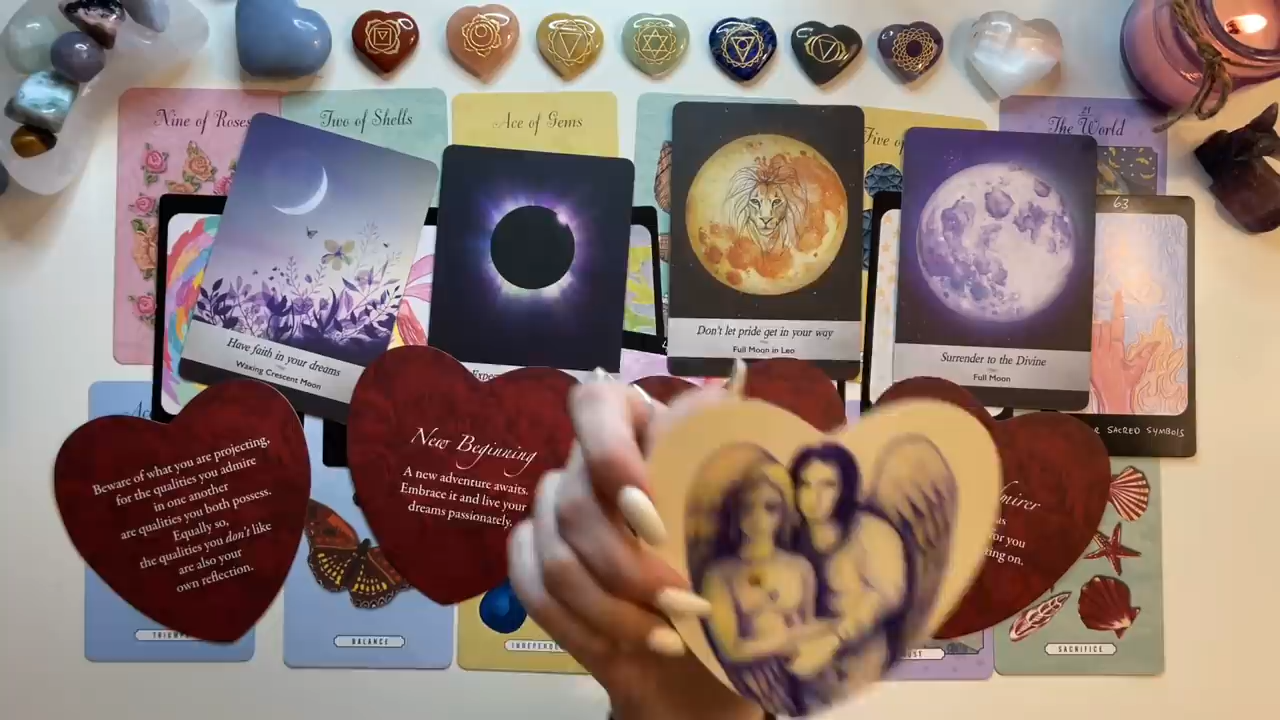 Nine of Roses
Two of Shells
Ace of Gems
Five of
21
The World
63
Have faith in your dreams
Waxing Crescent Moon
Don't let pride get in your way
Full Moon in Leo
Surrender to the Divine
Full Moon
SACRED SYMBOLS
Beware of what you are projecting,
for the qualities you admire
in one another
are qualities you both possess.
Equally so,
the qualities you don't like
are also your
own reflection.
New Beginning
A new adventure awaits.
Embrace it and live your
dreams passionately.
BALANCE
SACRIFICE